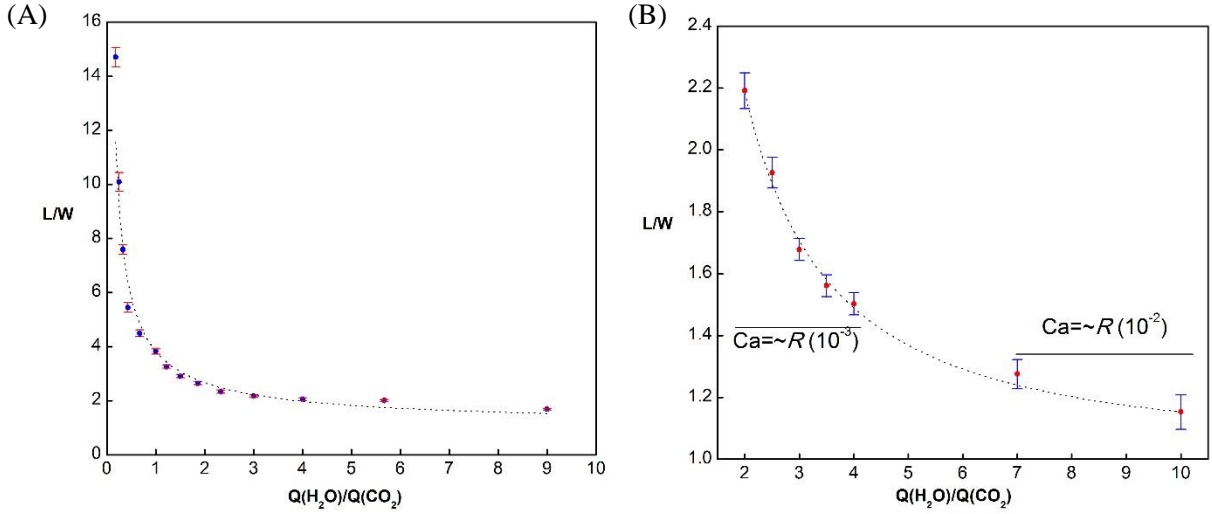 (A)
16
14
12
10
8
6
4
2
0
L/W
0 1 2 3 4 5 6 7 8 9 10
Q(H₂O)/Q(CO₂)
(B)
2.4
2.2
2.0
1.8
1.6
1.4
1.2
1.0
L/W
Ca=~R(10⁻³)
Ca=~R(10⁻²)
2 3 4 5 6 7 8 9 10
Q(H₂O)/Q(CO₂)